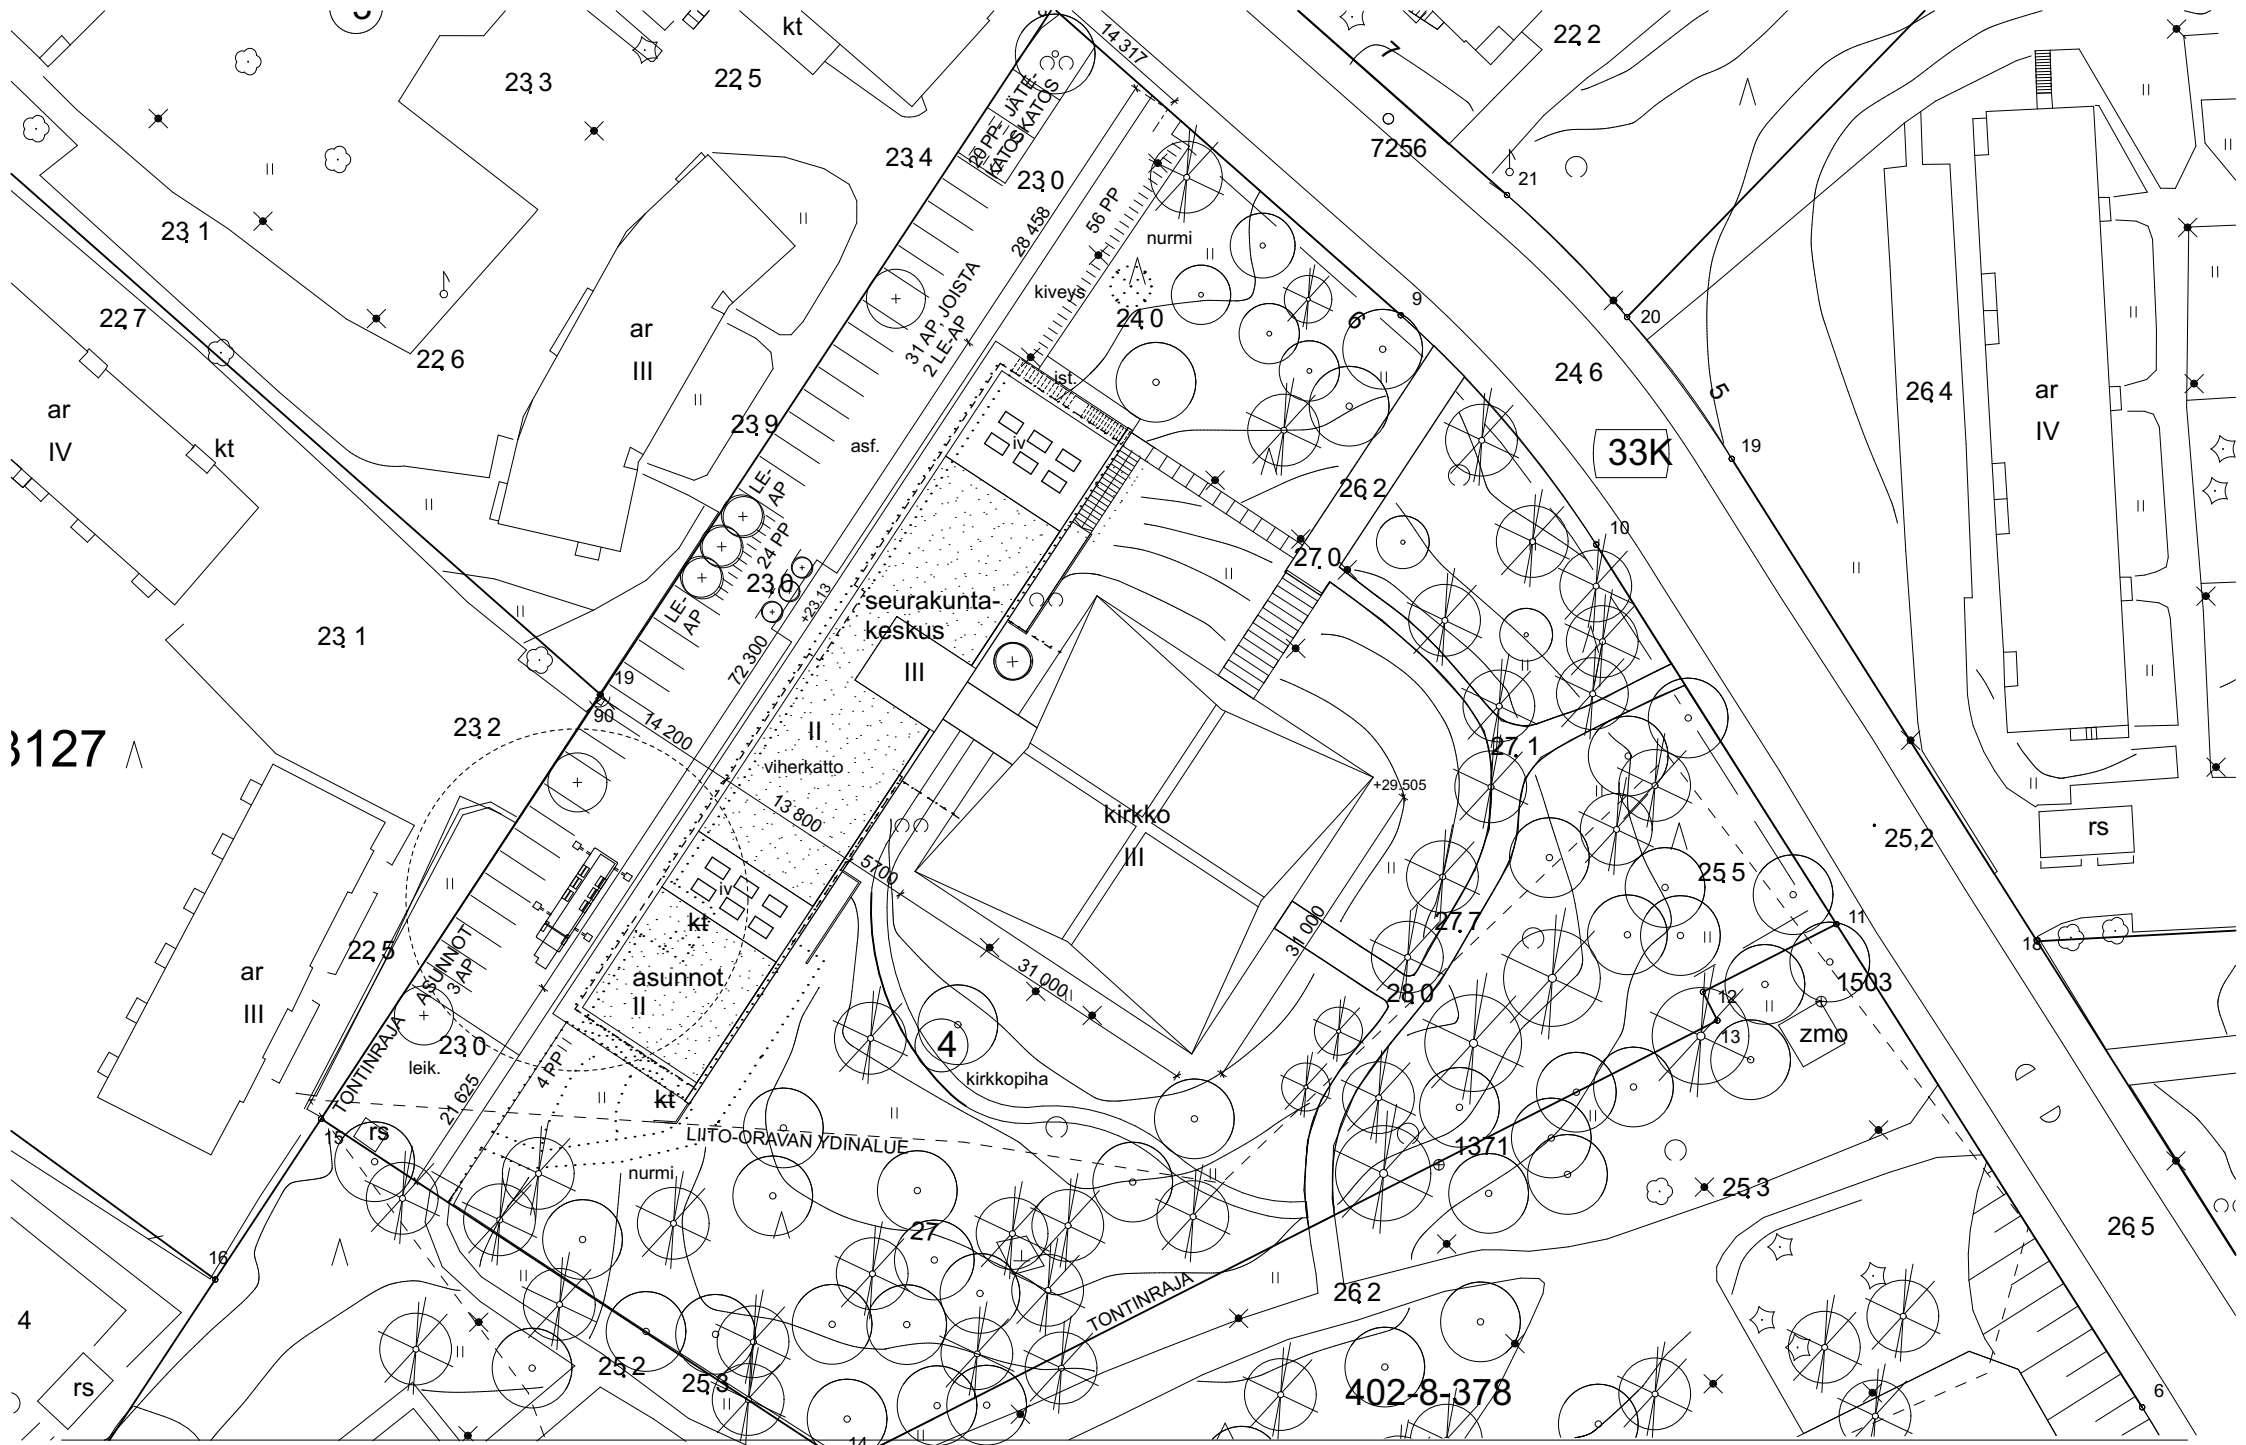 kt
14 317
7
22.2
23.3
22.5
JÄTE-
KATOS
20 PP-
KATOS
7256
23.4
23.0
21
56 PP
28 458
nurmi
23.1
kiveys
24.0
9
6
20
22.7
ar
III
22.6
31 AP, JOISTA
2 LE-AP
ist.
24.6
5
26.4
ar
IV
ar
IV
kt
23.9
asf.
iv
33K
19
LE-
AP
26.2
10
24 PP
27.0
23.0
+23.13
seurakunta-
keskus
III
LE-
AP
23.1
72 300
19
90
14 200
23.2
II
viherkatto
27.1
3127
13 800
+29.505
kirkko
III
25,2
rs
5700
25.5
iv
kt
27.7
11
31 000
18
22.5
ASUNNOT
3 AP
ar
III
asunnot
II
31 000
28.0
1503
12
13
zmo
4
TONTINRAJA
23.0
leik.
4 PP
21 625
kirkkopiha
kt
15
rs
LIITO-ORAVAN YDINALUE
1371
nurmi
25.3
27
26.5
16
TONTINRAJA
26.2
4
25.2
25.3
rs
402-8-378
6
14